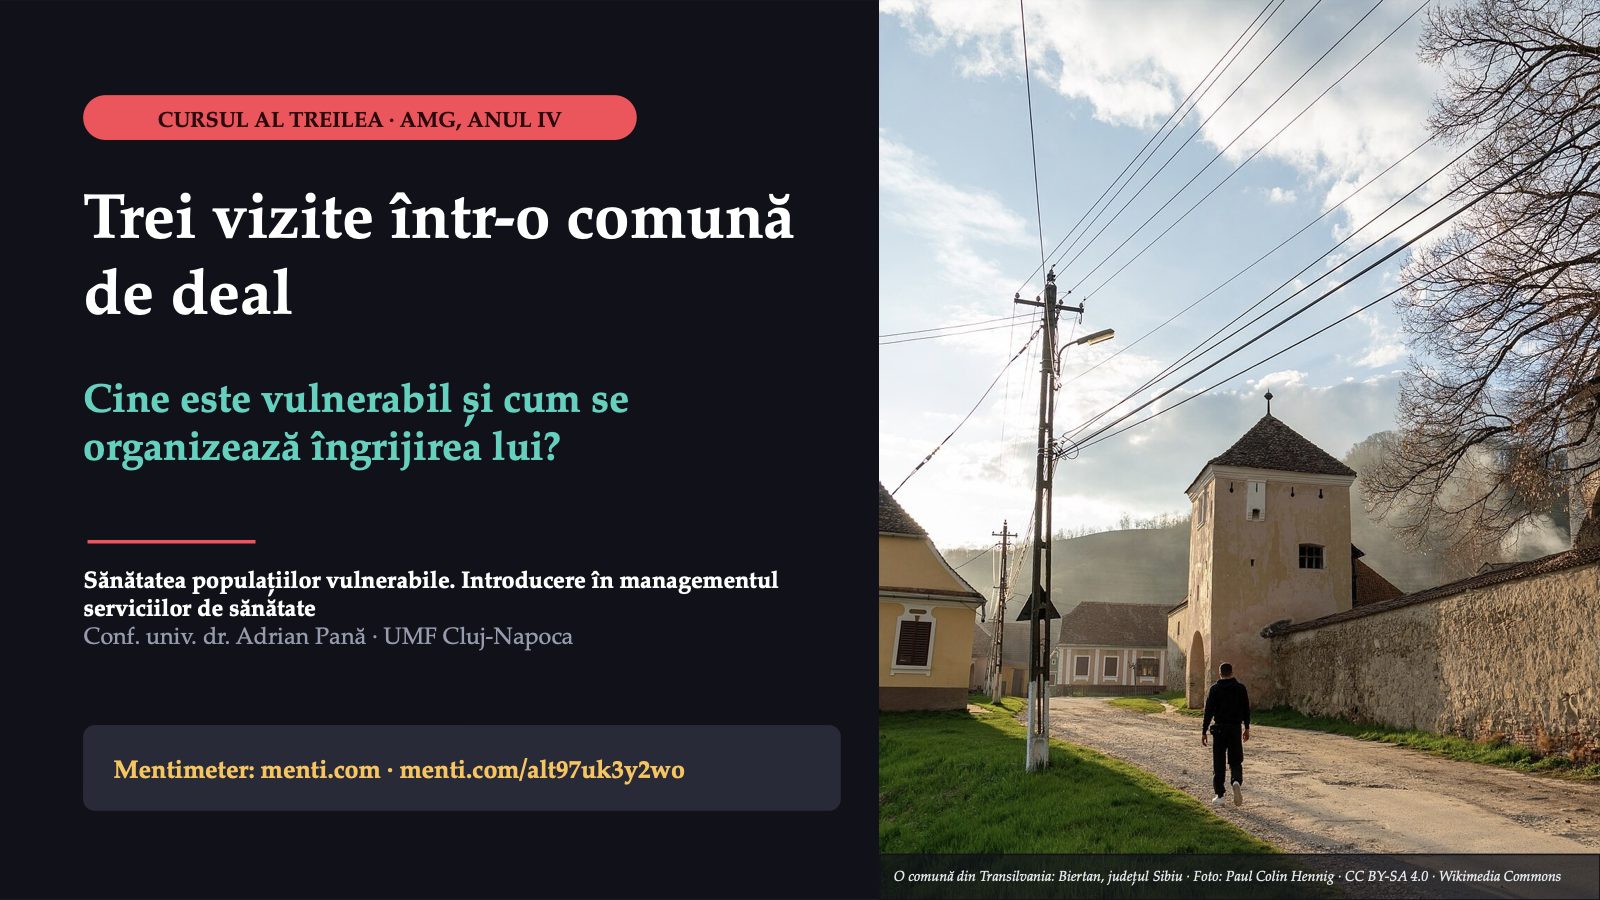 CURSUL AL TREILEA · AMG, ANUL IV
Trei vizite într-o comună
de deal
Cine este vulnerabil și cum se
organizează îngrijirea lui?
Sănătatea populațiilor vulnerabile. Introducere în managementul
serviciilor de sănătate
Conf. univ. dr. Adrian Pană · UMF Cluj-Napoca
Mentimeter: menti.com · menti.com/alt97uk3y2wo
O comună din Transilvania: Biertan, județul Sibiu · Foto: Paul Colin Hennig · CC BY-SA 4.0 · Wikimedia Commons